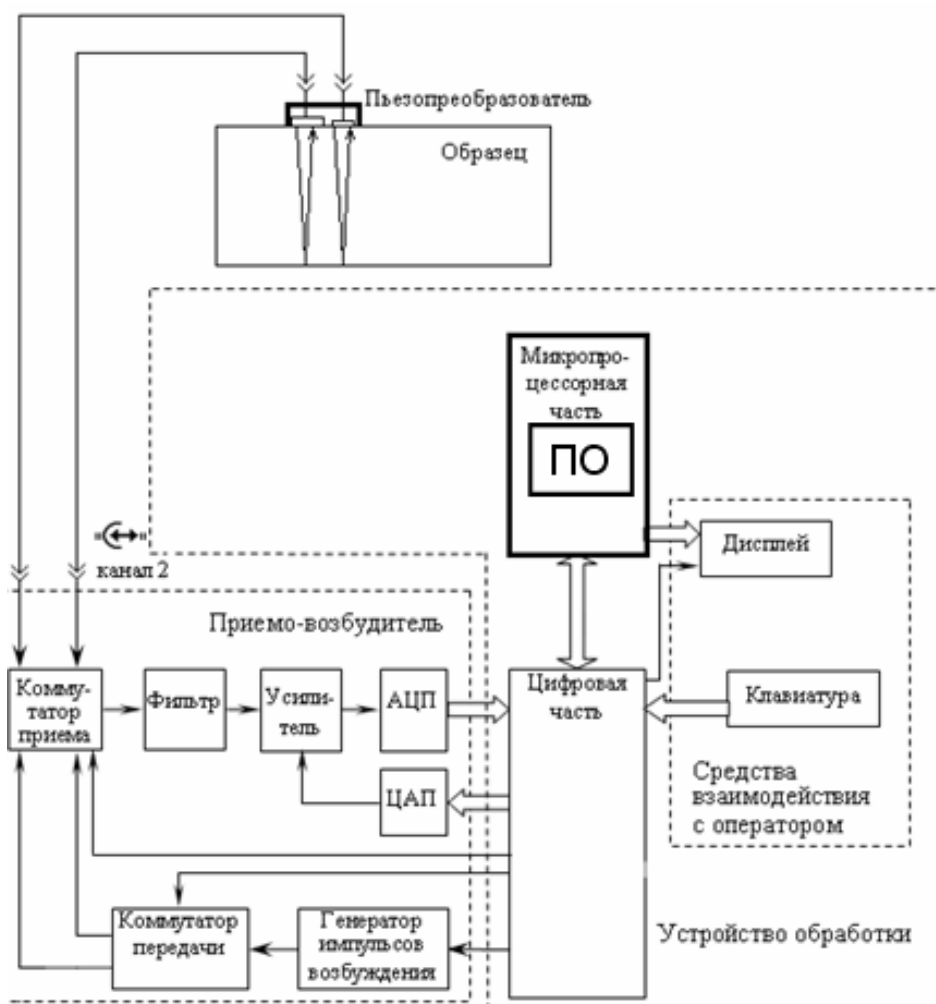 Пьезопреобразователь
Образец
Микропро-
цессорная
часть
ПО
Дисплей
канал 2
Приемо-возбудитель
Комму-
татор
приема
Фильтр
Усили-
тель
АЦП
Цифровая
часть
Клавиатура
ЦАП
Средства
взаимодействия
с оператором
Коммутатор
передачи
Генератор
импульсов
возбуждения
Устройство обработки